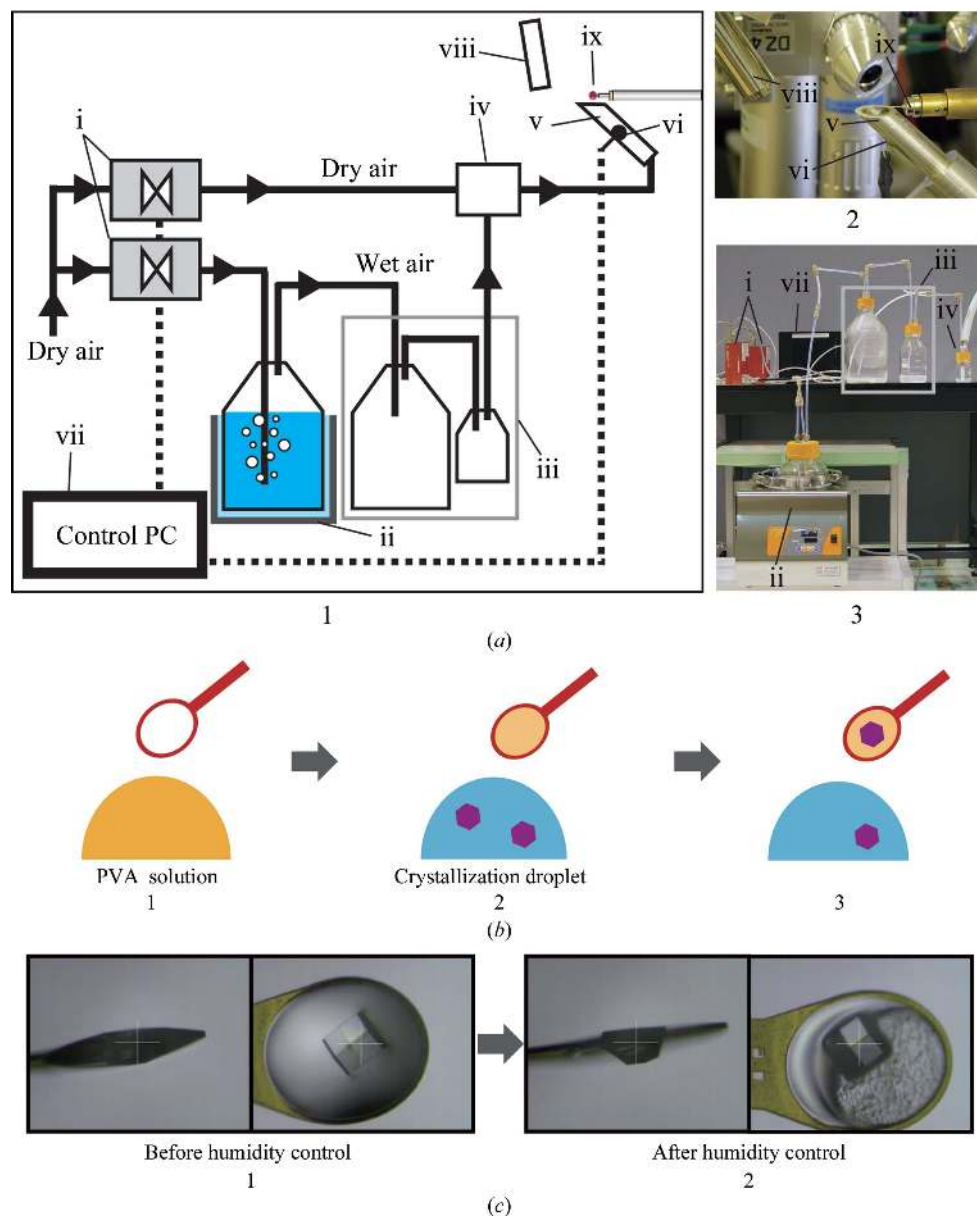 viii
ix
iv
v
vi
i
Dry air
Wet air
Dry air
vii
iii
ii
Control PC
1
DZ 4
ix
viii
v
vi
2
iii
vii
i
iv
ii
3
(a)
PVA solution
1
Crystallization droplet
2
3
(b)
Before humidity control
1
After humidity control
2
(c)